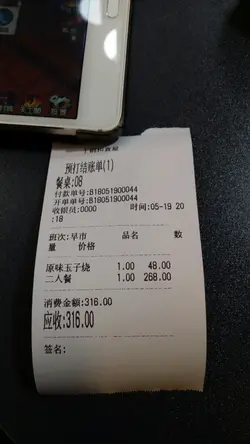 预打结账单(1)
餐桌:08
付款单号:818051900044
开单单号:818051900044
收银员:0000 时间:05-19 20
:18
班次:早市 品名 数
量 价格
原味玉子烧 1.00 48.00
二人餐 1.00 268.00
消费金额:316.00
应收:316.00
签名: